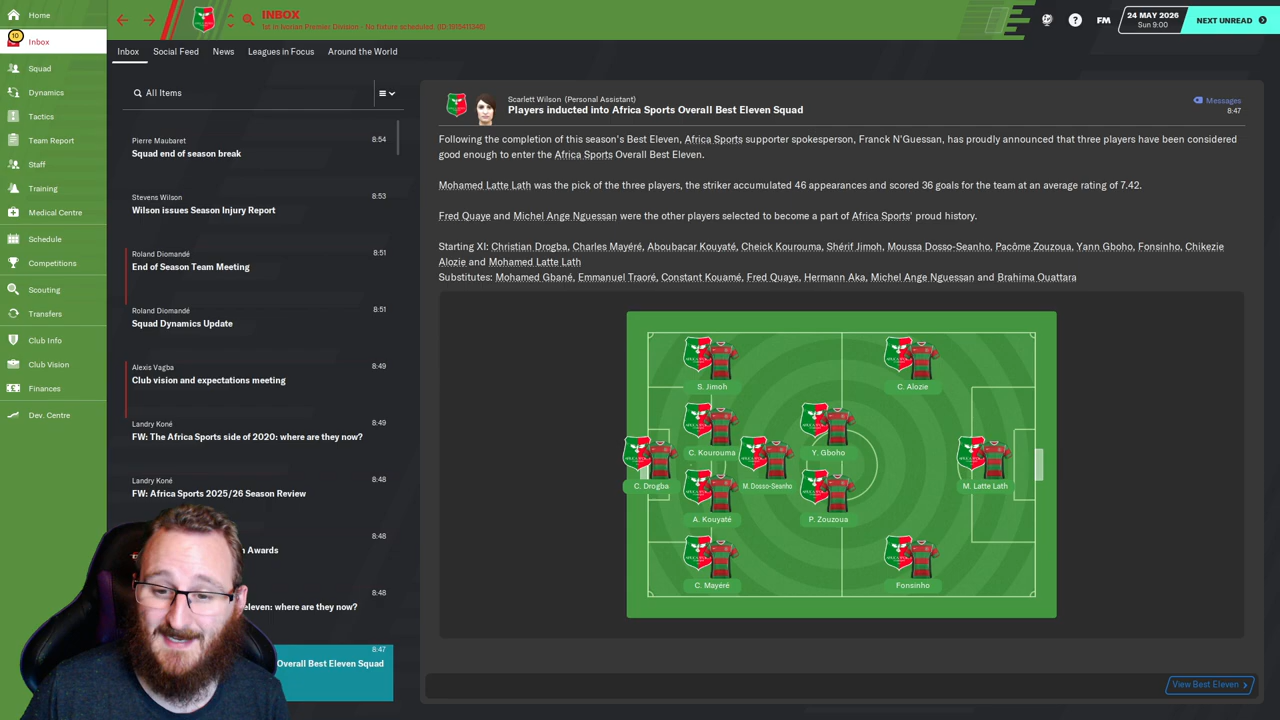 Home
INBOX
1st in Ivorian Premier Division - No fixture scheduled. (ID:1915411346)
FM
24 MAY 2026
Sun 9:00
NEXT UNREAD
10
Inbox
Inbox
Social Feed
News
Leagues in Focus
Around the World
Squad
Dynamics
Tactics
Team Report
Staff
Training
Medical Centre
Schedule
Competitions
Scouting
Transfers
Club Info
Club Vision
Finances
Dev. Centre
All Items
Pierre Maubaret
8:54
Squad end of season break
Stevens Wilson
8:53
Wilson issues Season Injury Report
Roland Diomandé
8:51
End of Season Team Meeting
Roland Diomandé
8:51
Squad Dynamics Update
Alexis Vagba
8:49
Club vision and expectations meeting
Landry Koné
8:49
FW: The Africa Sports side of 2020: where are they now?
Landry Koné
8:48
FW: Africa Sports 2025/26 Season Review
8:48
Awards
8:48
eleven: where are they now?
8:47
Overall Best Eleven Squad
Scarlett Wilson (Personal Assistant)
Players inducted into Africa Sports Overall Best Eleven Squad
Messages
8:47
Following the completion of this season's Best Eleven, Africa Sports supporter spokesperson, Franck N'Guessan, has proudly announced that three players have been considered
good enough to enter the Africa Sports Overall Best Eleven.
Mohamed Latte Lath was the pick of the three players, the striker accumulated 46 appearances and scored 36 goals for the team at an average rating of 7.42.
Fred Quaye and Michel Ange Nguessan were the other players selected to become a part of Africa Sports' proud history.
Starting XI: Christian Drogba, Charles Mayéré, Aboubacar Kouyaté, Cheick Kourouma, Shérif Jimoh, Moussa Dosso-Seanho, Pacôme Zouzoua, Yann Gboho, Fonsinho, Chikezie
Alozie and Mohamed Latte Lath
Substitutes: Mohamed Gbané, Emmanuel Traoré, Constant Kouamé, Fred Quaye, Hermann Aka, Michel Ange Nguessan and Brahima Ouattara
S. Jimoh
C. Alozie
C. Kourouma
Y. Gboho
C. Drogba
M. Dosso-Seanho
M. Latte Lath
A. Kouyaté
P. Zouzoua
C. Mayéré
Fonsinho
View Best Eleven